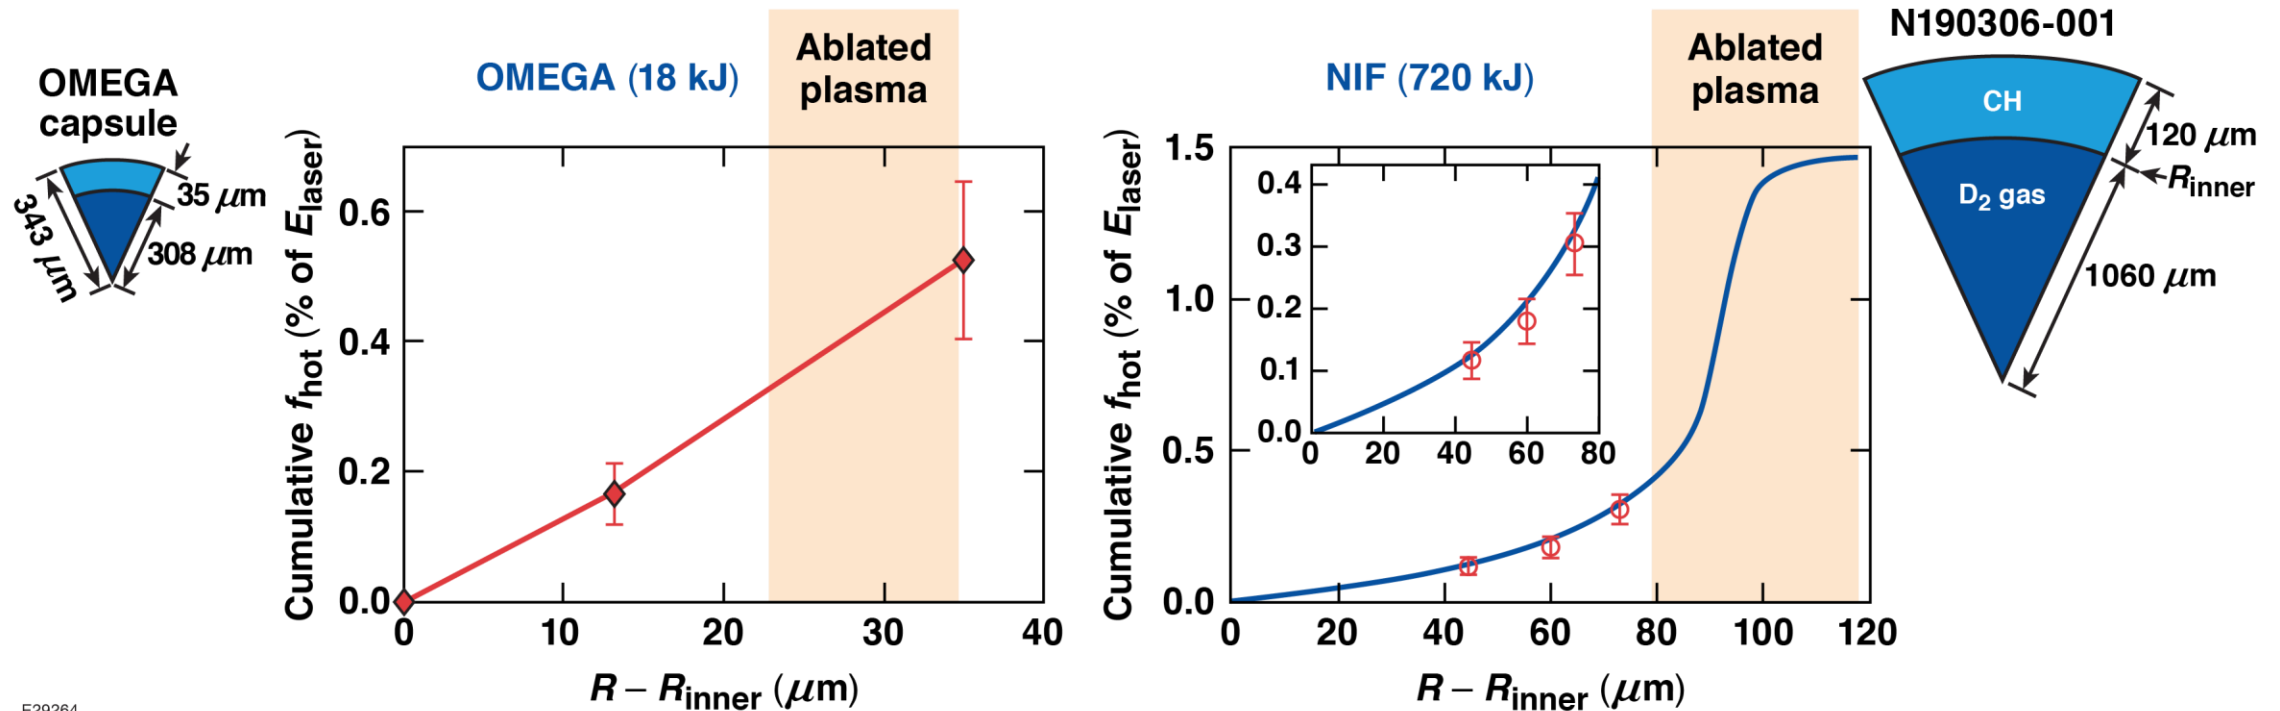 OMEGA
capsule
343 μm
35 μm
308 μm
OMEGA (18 kJ)
Ablated
plasma
Cumulative fhot (% of Elaser)
0.6
0.4
0.2
0.0
0 10 20 30 40
R – Rinner (μm)
NIF (720 kJ)
Ablated
plasma
Cumulative fhot (% of Elaser)
1.5
1.0
0.5
0.0
0 20 40 60 80 100 120
R – Rinner (μm)
0.4
0.3
0.2
0.1
0.0
0 20 40 60 80
N190306-001
CH
120 μm
Rinner
D2 gas
1060 μm